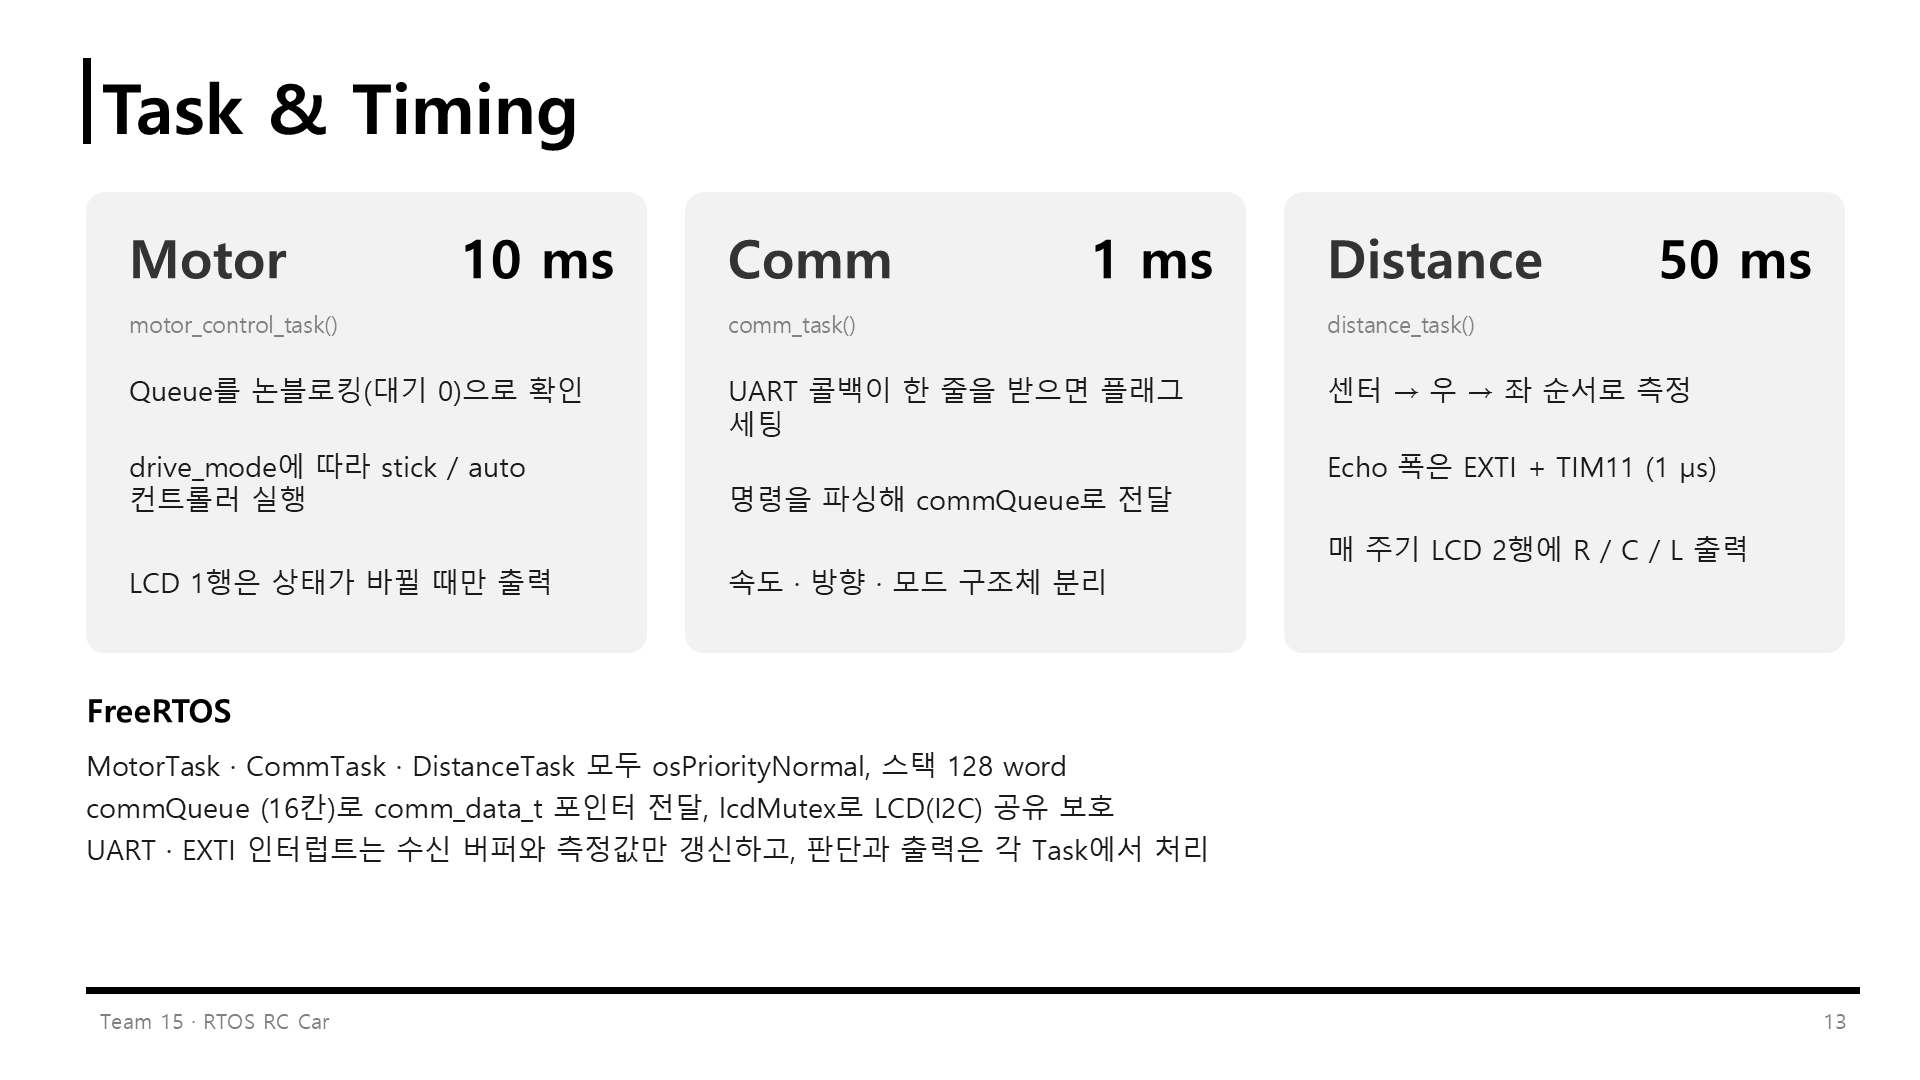 Task & Timing
Motor 10 ms
motor_control_task()
Queue를 논블로킹(대기 0)으로 확인
drive_mode에 따라 stick / auto
컨트롤러 실행
LCD 1행은 상태가 바뀔 때만 출력
Comm 1 ms
comm_task()
UART 콜백이 한 줄을 받으면 플래그
세팅
명령을 파싱해 commQueue로 전달
속도 · 방향 · 모드 구조체 분리
Distance 50 ms
distance_task()
센터 → 우 → 좌 순서로 측정
Echo 폭은 EXTI + TIM11 (1 µs)
매 주기 LCD 2행에 R / C / L 출력
FreeRTOS
MotorTask · CommTask · DistanceTask 모두 osPriorityNormal, 스택 128 word
commQueue (16칸)로 comm_data_t 포인터 전달, lcdMutex로 LCD(I2C) 공유 보호
UART · EXTI 인터럽트는 수신 버퍼와 측정값만 갱신하고, 판단과 출력은 각 Task에서 처리
Team 15 · RTOS RC Car
13